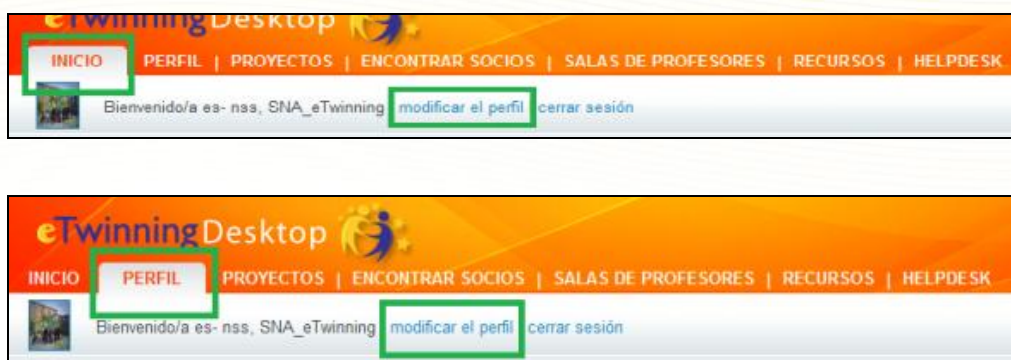 eTwinning Desktop
INICIO PERFIL | PROYECTOS | ENCONTRAR SOCIOS | SALAS DE PROFESORES | RECURSOS | HELPDESK
Bienvenido/a es- nss, SNA_eTwinning modificar el perfil cerrar sesión
eTwinning Desktop
INICIO PERFIL PROYECTOS | ENCONTRAR SOCIOS | SALAS DE PROFESORES | RECURSOS | HELPDESK
Bienvenido/a es- nss, SNA_eTwinning modificar el perfil cerrar sesión